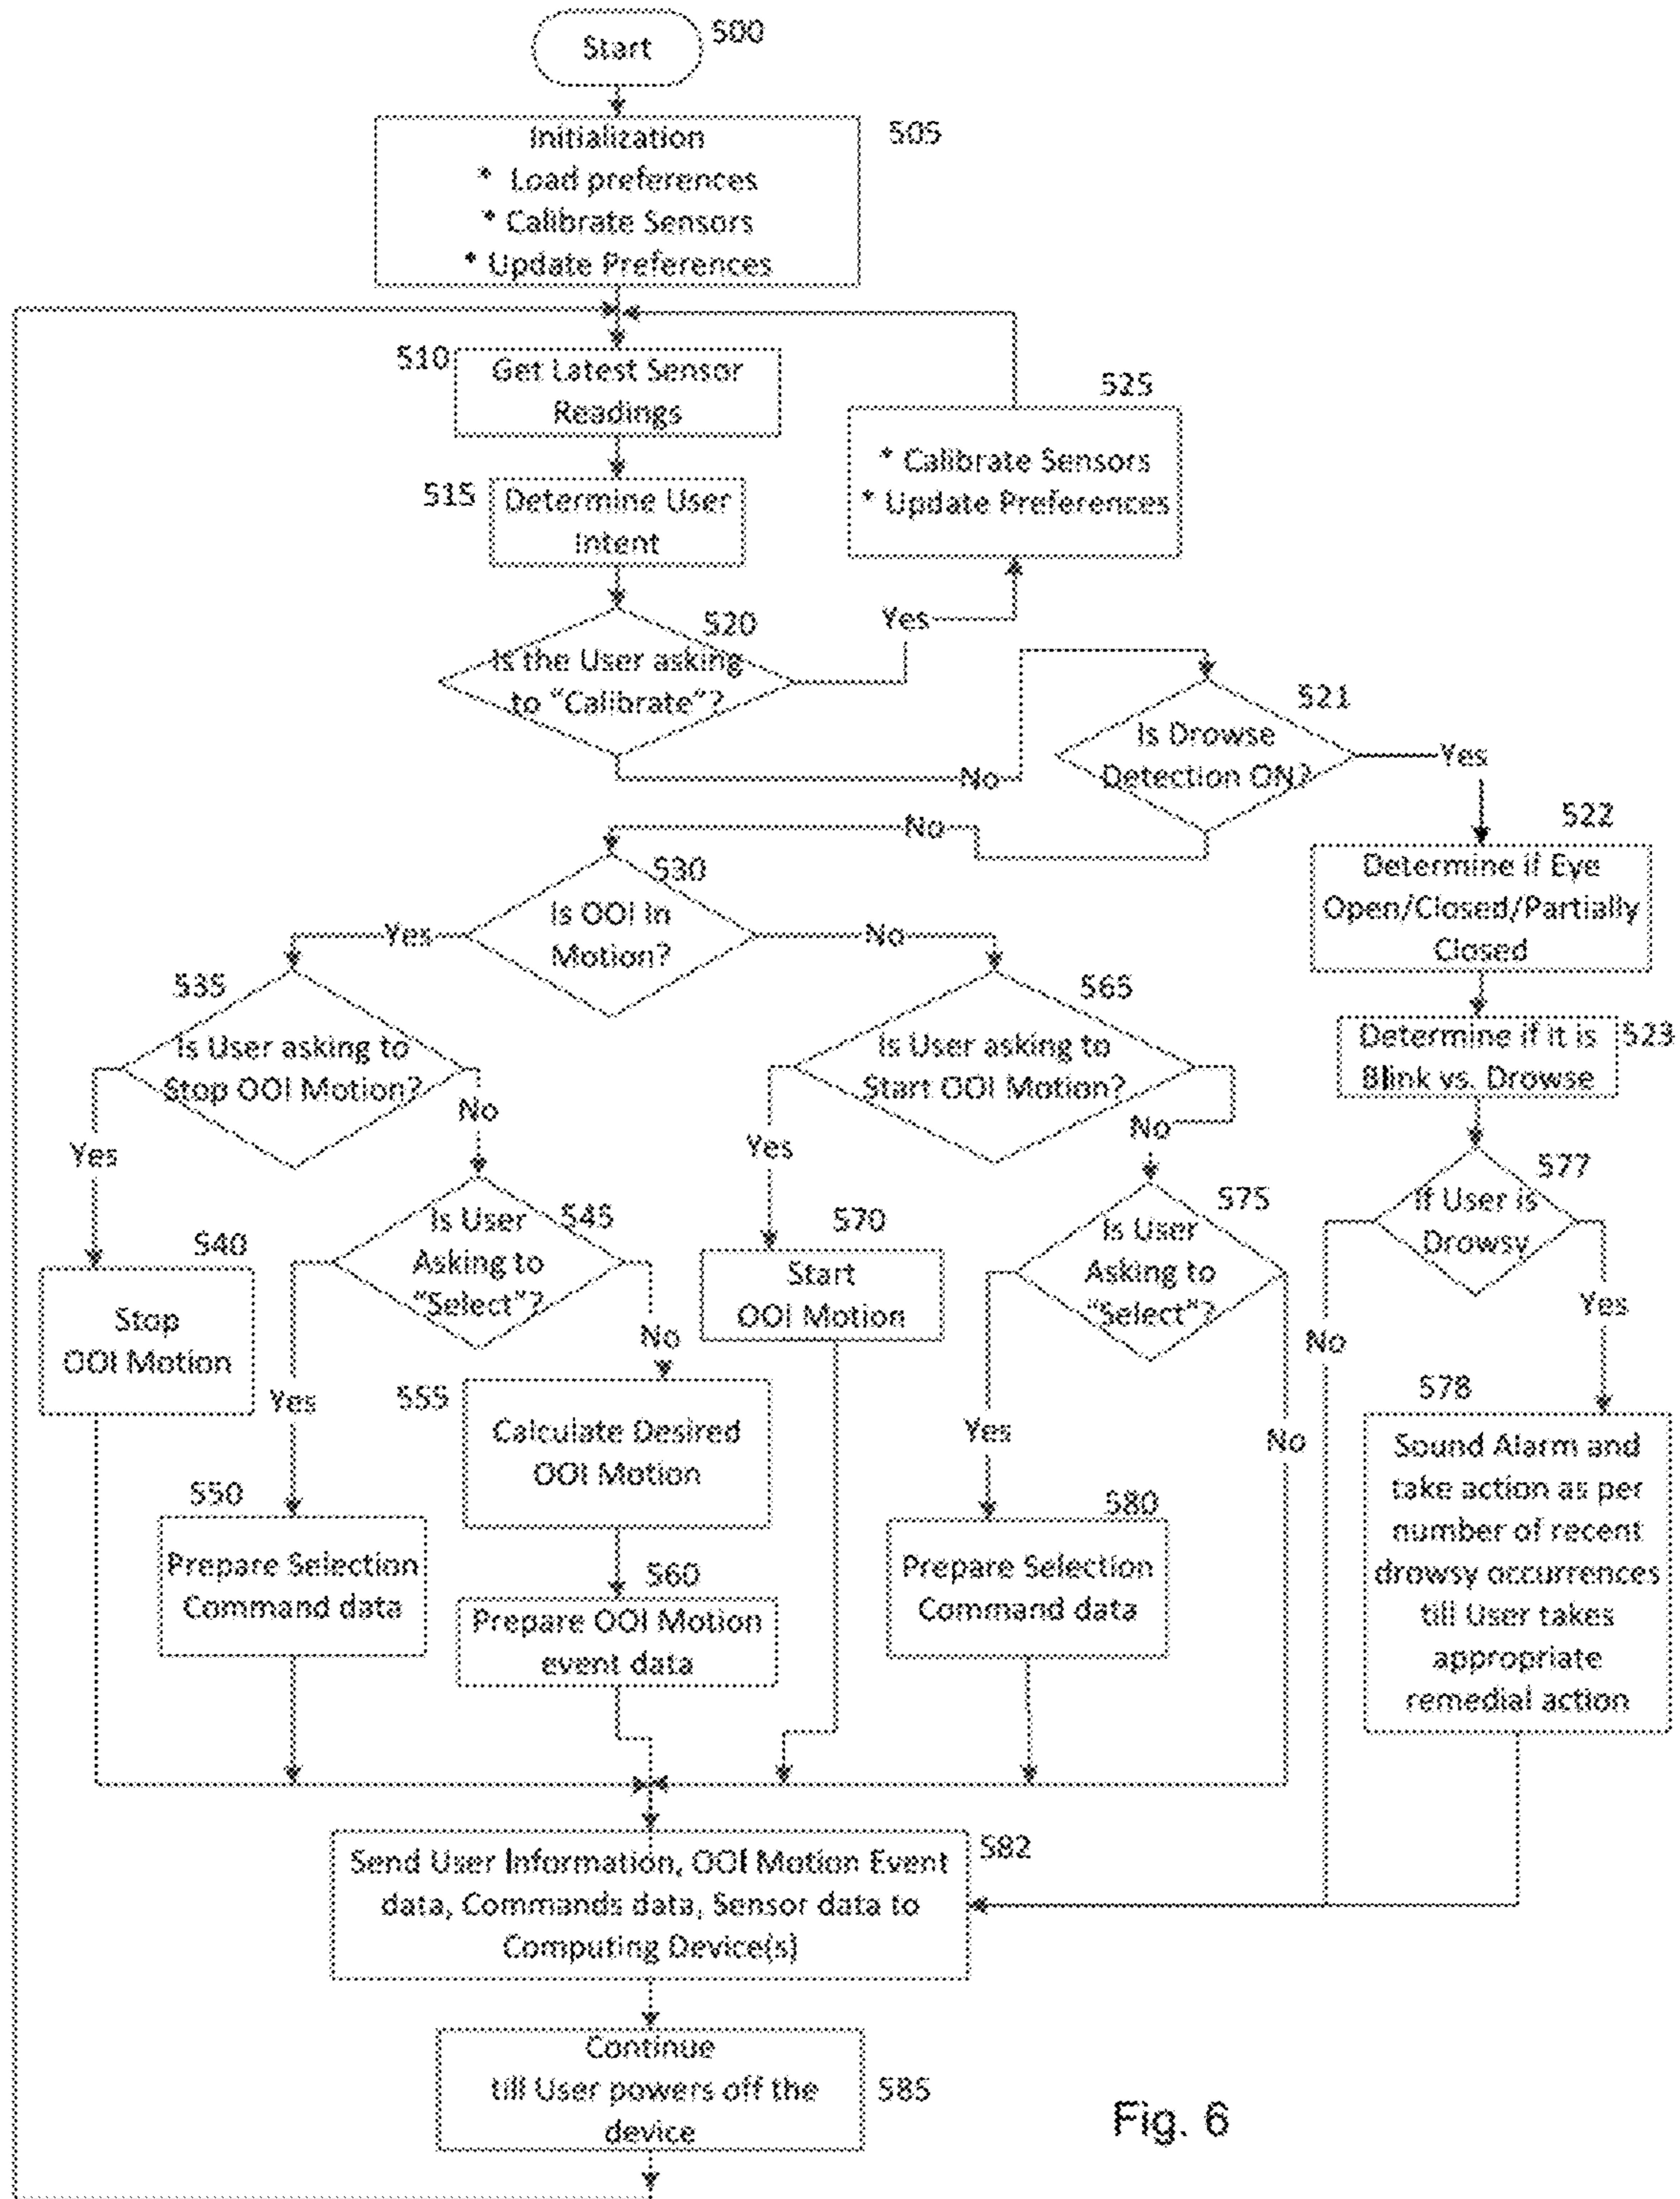 Start
500
Initialization
* Load preferences
* Calibrate Sensors
* Update Preferences
505
510
Get Latest Sensor
Readings
525
* Calibrate Sensors
* Update Preferences
515
Determine User
Intent
520
Is the User asking
to "Calibrate"?
Yes
No
521
Is Drowse
Detection ON?
Yes
No
522
Determine if Eye
Open/Closed/Partially
Closed
530
Is OOI in
Motion?
Yes
No
523
Determine if it is
Blink vs. Drowse
535
Is User asking to
Stop OOI Motion?
Yes
No
565
Is User asking to
Start OOI Motion?
Yes
No
577
If User is
Drowsy
No
Yes
540
Stop
OOI Motion
545
Is User
Asking to
"Select"?
Yes
No
570
Start
OOI Motion
575
Is User
Asking to
"Select"?
Yes
No
578
Sound Alarm and
take action as per
number of recent
drowsy occurrences
till User takes
appropriate
remedial action
555
Calculate Desired
OOI Motion
550
Prepare Selection
Command data
560
Prepare OOI Motion
event data
580
Prepare Selection
Command data
582
Send User Information, OOI Motion Event
data, Commands data, Sensor data to
Computing Device(s)
Continue
till User powers off the
device
585
Fig. 6